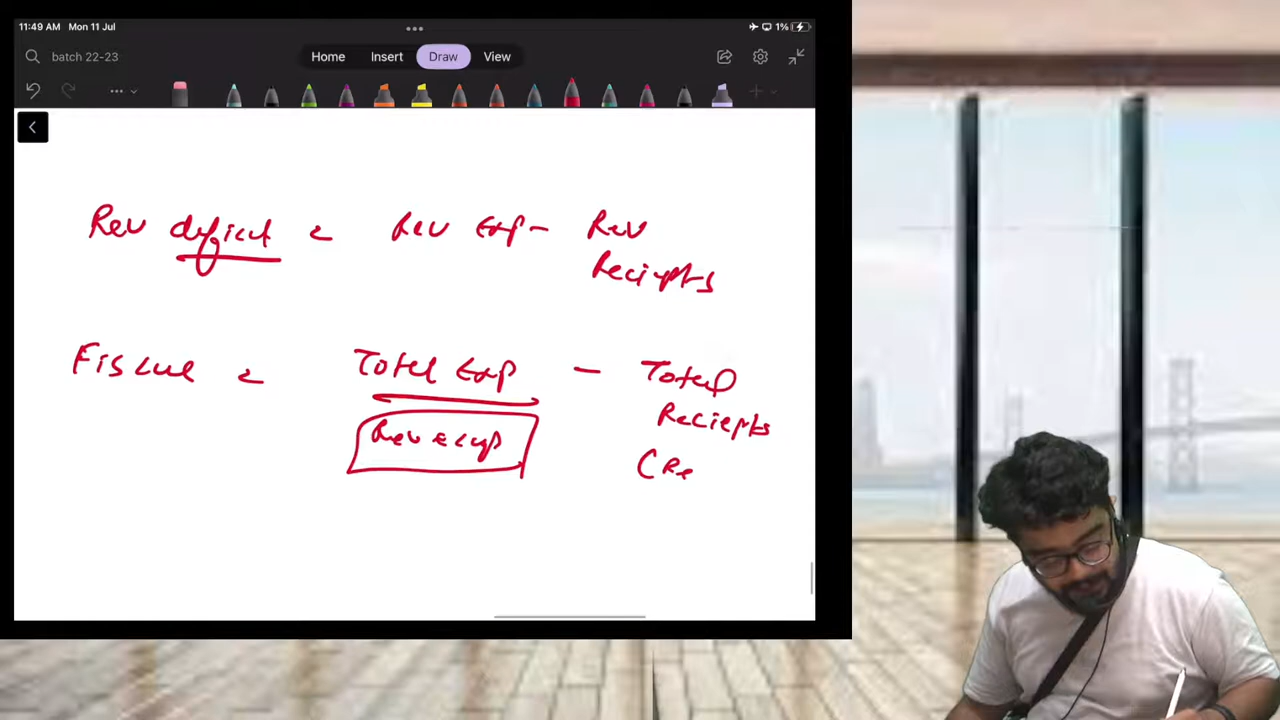 11:49 AM Mon 11 Jul
1%
batch 22-23
Home Insert Draw View
Rev deficit = Rev Exp - Rev
Reciepts
Fiscal = Total Exp - Total
Reciepts
Rev
(Re